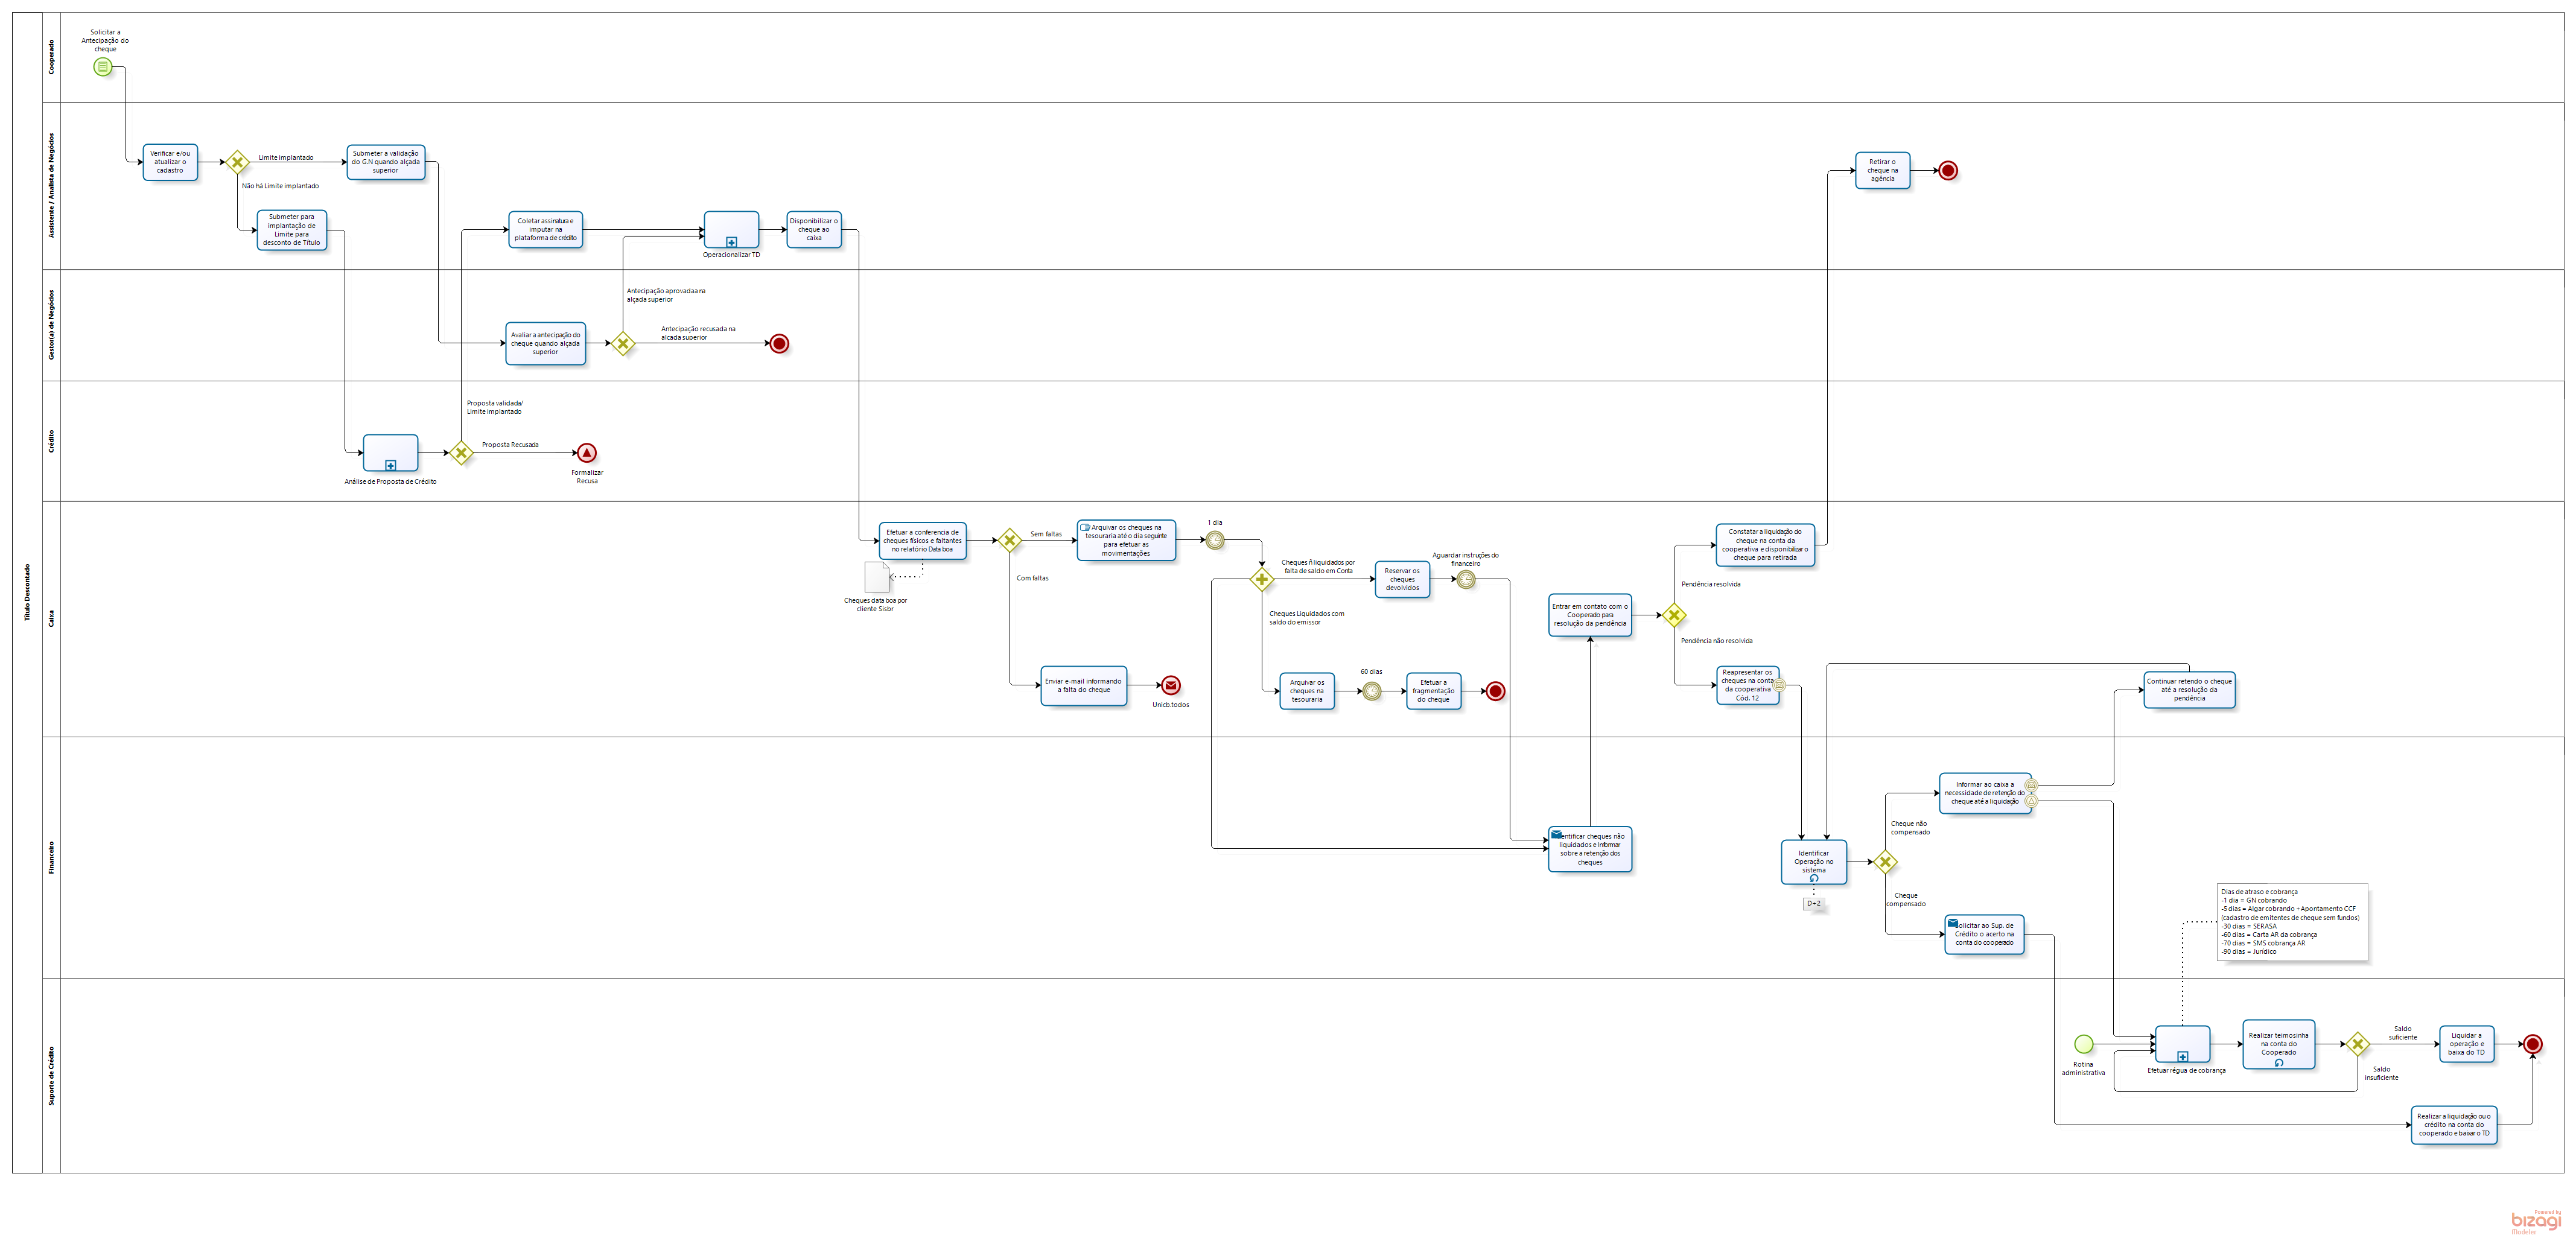 Título Descontado
Cooperado
Solicitar a
Antecipação do
cheque
Assistente / Analista de Negócios
Verificar e/ou
atualizar o
cadastro
Limite implantado
Não há Limite implantado
Submeter a validação
do G.N quando alçada
superior
Submeter para
implantação de
Limite para
desconto de Título
Coletar assinatura e
imputar na
plataforma de crédito
Operacionalizar TD
Disponibilizar o
cheque ao
caixa
Retirar o
cheque na
agência
Gestor(a) de Negócios
Avaliar a antecipação do
cheque quando alçada
superior
Antecipação aprovadaa na
alçada superior
Antecipação recusada na
alcada superior
Crédito
Análise de Proposta de Crédito
Proposta validada/
Limite implantado
Proposta Recusada
Formalizar
Recusa
Caixa
Efetuar a conferencia de
cheques físicos e faltantes
no relatório Data boa
Cheques data boa por
cliente Sisbr
Sem faltas
Com faltas
Arquivar os cheques na
tesouraria até o dia seguinte
para efetuar as
movimentações
1 dia
Enviar e-mail informando
a falta do cheque
Unicb.todos
Cheques ñ liquidados por
falta de saldo em Conta
Cheques Liquidados com
saldo do emissor
Reservar os
cheques
devolvidos
Aguardar instruções do
financeiro
Arquivar os
cheques na
tesouraria
60 dias
Efetuar a
fragmentação
do cheque
Entrar em contato com o
Cooperado para
resolução da pendência
Pendência resolvida
Pendência não resolvida
Constatar a liquidação do
cheque na conta da
cooperativa e disponibilizar o
cheque para retirada
Reapresentar os
cheques na conta
da cooperativa
Cód. 12
Continuar retendo o cheque
até a resolução da
pendência
Financeiro
entificar cheques não
liquidados e Informar
sobre a retenção dos
cheques
Identificar
Operação no
sistema
D+2
Cheque não
compensado
Cheque
compensado
Informar ao caixa a
necessidade de retenção do
cheque até a liquidação
Solicitar ao Sup. de
Crédito o acerto na
conta do cooperado
Dias de atraso e cobrança
-1 dia = GN cobrando
-5 dias = Algar cobrando +Apontamento CCF
(cadastro de emitentes de cheque sem fundos)
-30 dias = SERASA
-60 dias = Carta AR da cobrança
-70 dias = SMS cobrança AR
-90 dias = Jurídico
Suporte de Crédito
Rotina
administrativa
Efetuar régua de cobrança
Realizar teimosinha
na conta do
Cooperado
Saldo
suficiente
Saldo
insuficiente
Liquidar a
operação e
baixa do TD
Realizar a liquidação ou o
crédito na conta do
cooperado e baixar o TD
Powered by
bizagi
Modeler